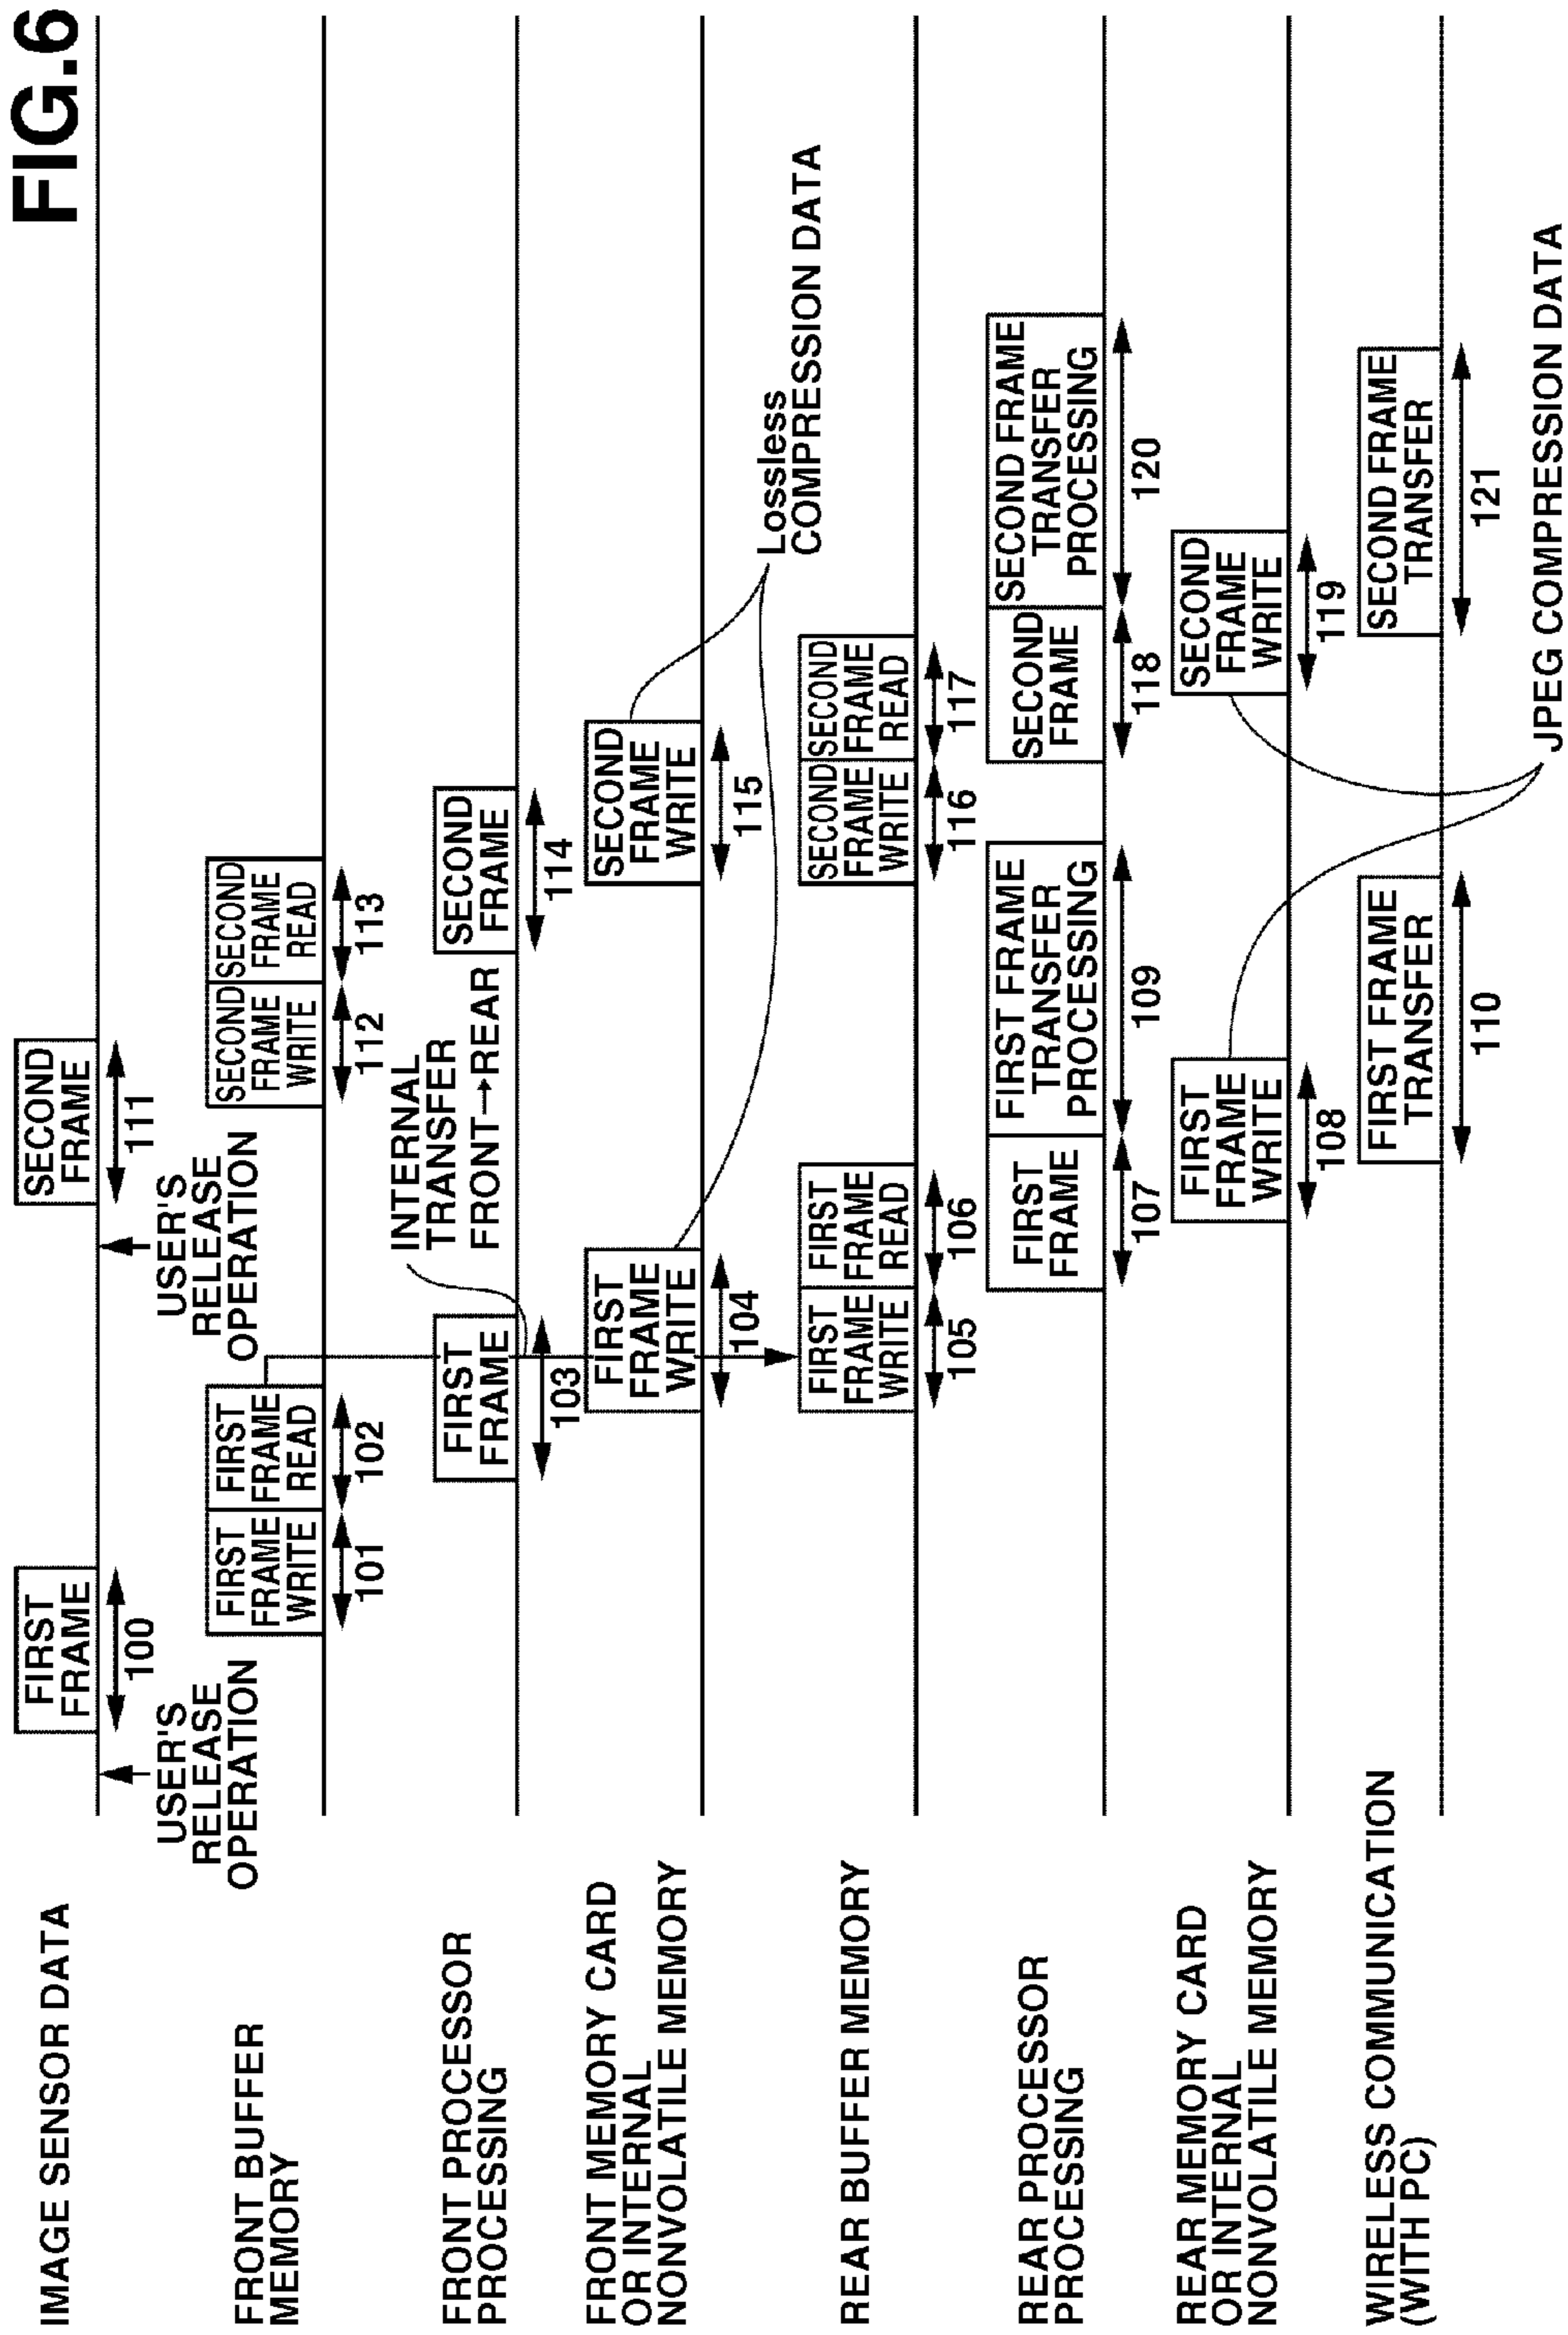 FIG.6
IMAGE SENSOR DATA
FIRST
FRAME
100
USER'S
RELEASE
OPERATION
SECOND
FRAME
111
USER'S
RELEASE
OPERATION
FRONT BUFFER
MEMORY
FIRST
FRAME
WRITE
101
FIRST
FRAME
READ
102
SECOND
FRAME
WRITE
112
SECOND
FRAME
READ
113
INTERNAL
TRANSFER
FRONT→REAR
FRONT PROCESSOR
PROCESSING
FIRST
FRAME
103
SECOND
FRAME
114
FRONT MEMORY CARD
OR INTERNAL
NONVOLATILE MEMORY
FIRST
FRAME
WRITE
104
SECOND
FRAME
WRITE
115
Lossless
COMPRESSION DATA
REAR BUFFER MEMORY
FIRST
FRAME
WRITE
105
FIRST
FRAME
READ
106
SECOND
FRAME
WRITE
116
SECOND
FRAME
READ
117
REAR PROCESSOR
PROCESSING
FIRST
FRAME
107
FIRST FRAME
TRANSFER
PROCESSING
109
SECOND
FRAME
118
SECOND FRAME
TRANSFER
PROCESSING
120
REAR MEMORY CARD
OR INTERNAL
NONVOLATILE MEMORY
FIRST
FRAME
WRITE
108
SECOND
FRAME
WRITE
119
WIRELESS COMMUNICATION
(WITH PC)
FIRST FRAME
TRANSFER
110
SECOND FRAME
TRANSFER
121
JPEG COMPRESSION DATA